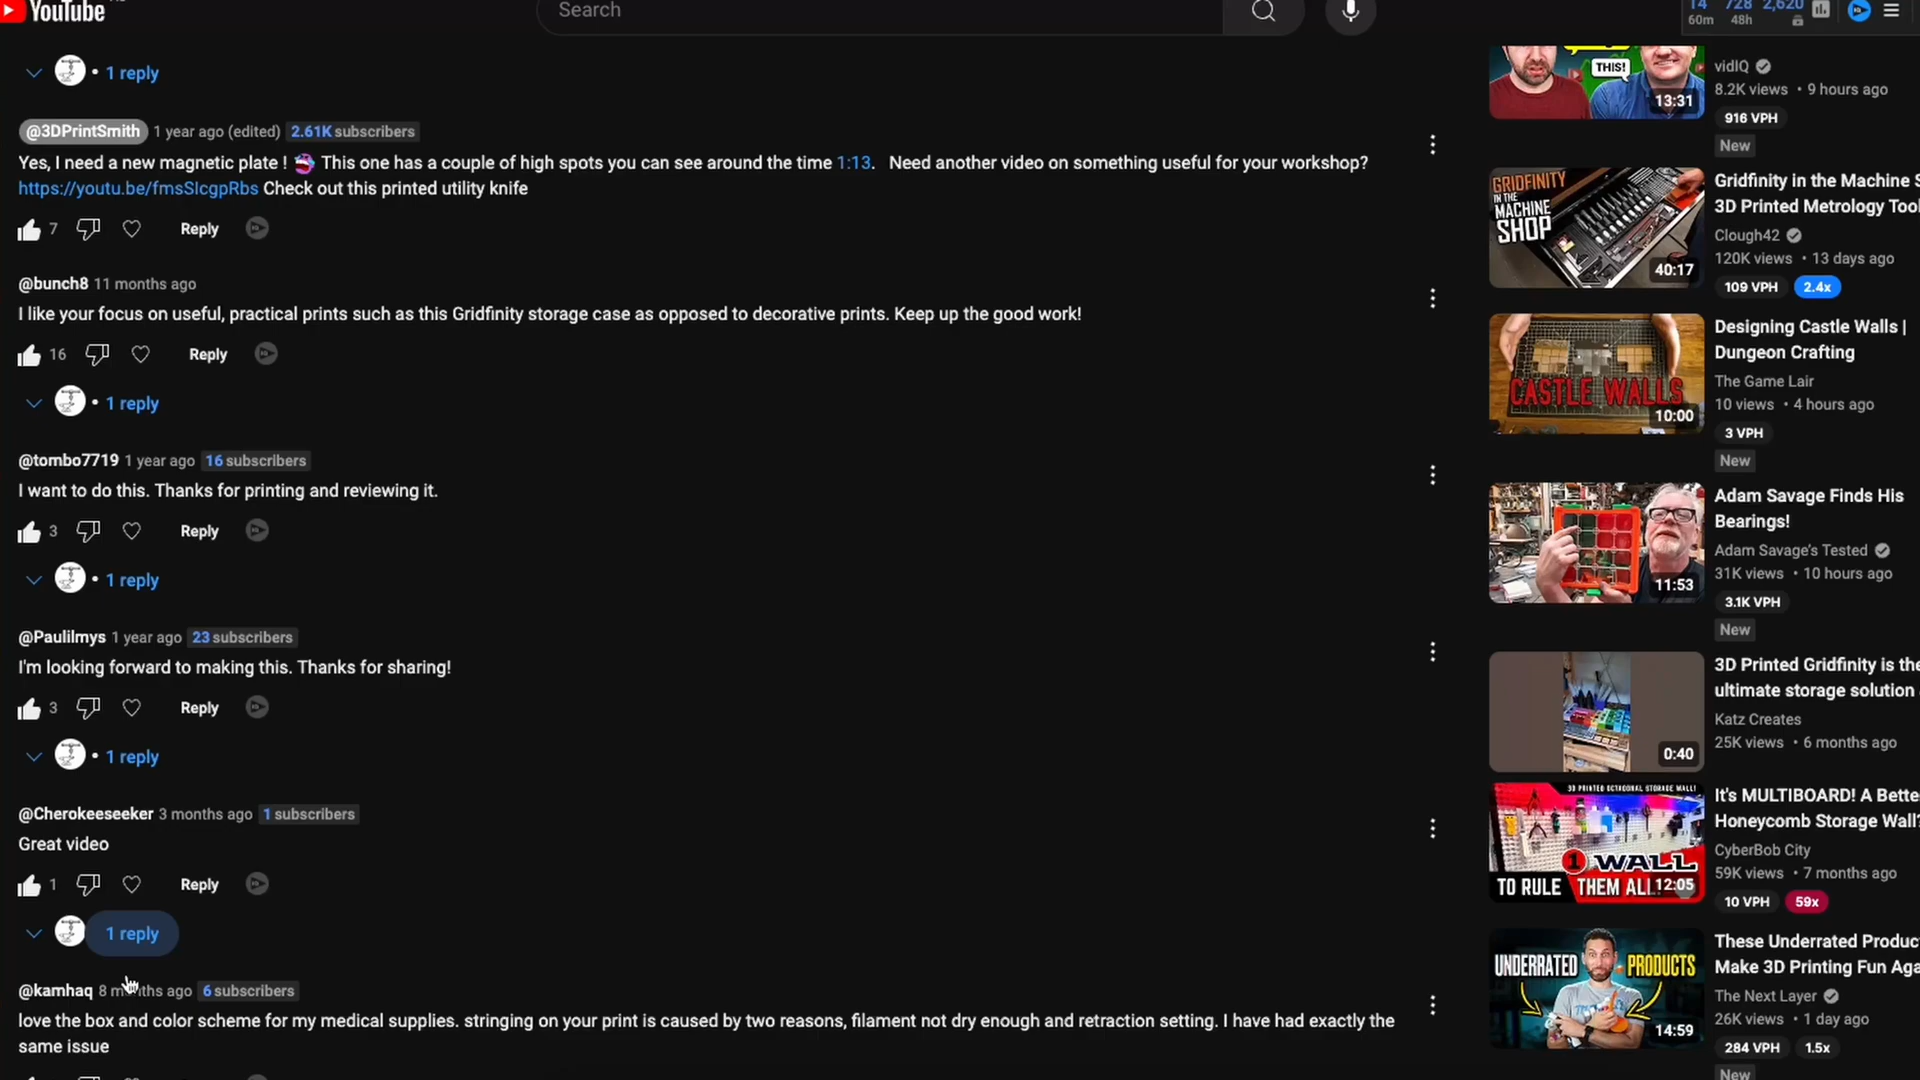 YouTube
Search
14 728 2,620
60m 48h
1 reply
@3DPrintSmith 1 year ago (edited) 2.61K subscribers
Yes, I need a new magnetic plate ! This one has a couple of high spots you can see around the time 1:13. Need another video on something useful for your workshop?
https://youtu.be/fmsSlcgpRbs Check out this printed utility knife
7 Reply
@bunch8 11 months ago
I like your focus on useful, practical prints such as this Gridfinity storage case as opposed to decorative prints. Keep up the good work!
16 Reply
1 reply
@tombo7719 1 year ago 16 subscribers
I want to do this. Thanks for printing and reviewing it.
3 Reply
1 reply
@Paulilmys 1 year ago 23 subscribers
I'm looking forward to making this. Thanks for sharing!
3 Reply
1 reply
@Cherokeeseeker 3 months ago 1 subscribers
Great video
1 Reply
1 reply
@kamhaq 8 months ago 6 subscribers
love the box and color scheme for my medical supplies. stringing on your print is caused by two reasons, filament not dry enough and retraction setting. I have had exactly the
same issue
THIS!
13:31
vidIQ
8.2K views • 9 hours ago
916 VPH
New
GRIDFINITY
IN THE
MACHINE
SHOP
40:17
Gridfinity in the Machine S
3D Printed Metrology Too
Clough42
120K views • 13 days ago
109 VPH 2.4x
CASTLE WALLS
10:00
Designing Castle Walls |
Dungeon Crafting
The Game Lair
10 views • 4 hours ago
3 VPH
New
11:53
Adam Savage Finds His
Bearings!
Adam Savage's Tested
31K views • 10 hours ago
3.1K VPH
New
0:40
3D Printed Gridfinity is the
ultimate storage solution
Katz Creates
25K views • 6 months ago
3D PRINTED OCTAGONAL STORAGE WALL!
1 WALL
TO RULE THEM ALL
12:05
It's MULTIBOARD! A Bette
Honeycomb Storage Wall?
CyberBob City
59K views • 7 months ago
10 VPH 59x
UNDERRATED PRODUCTS
14:59
These Underrated Produc
Make 3D Printing Fun Aga
The Next Layer
26K views • 1 day ago
284 VPH 1.5x
New